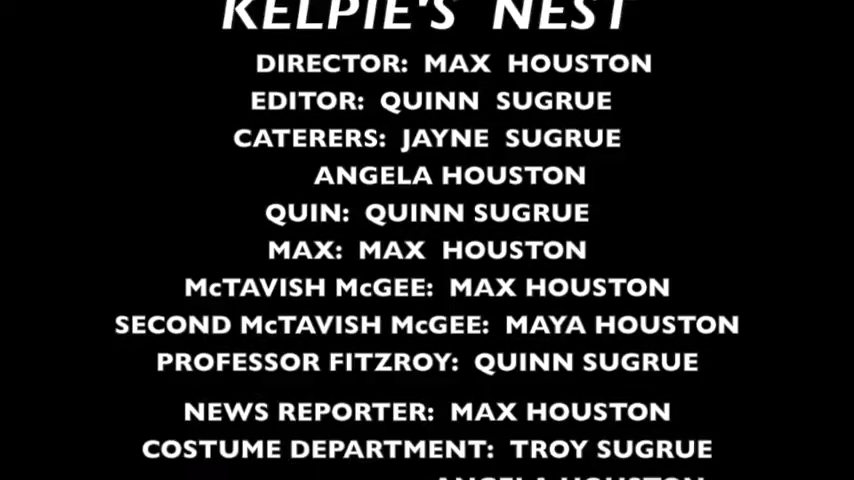 KELPIE'S NEST
DIRECTOR: MAX HOUSTON
EDITOR: QUINN SUGRUE
CATERERS: JAYNE SUGRUE
ANGELA HOUSTON
QUIN: QUINN SUGRUE
MAX: MAX HOUSTON
McTAVISH McGEE: MAX HOUSTON
SECOND McTAVISH McGEE: MAYA HOUSTON
PROFESSOR FITZROY: QUINN SUGRUE
NEWS REPORTER: MAX HOUSTON
COSTUME DEPARTMENT: TROY SUGRUE
ANGELA HOUSTON